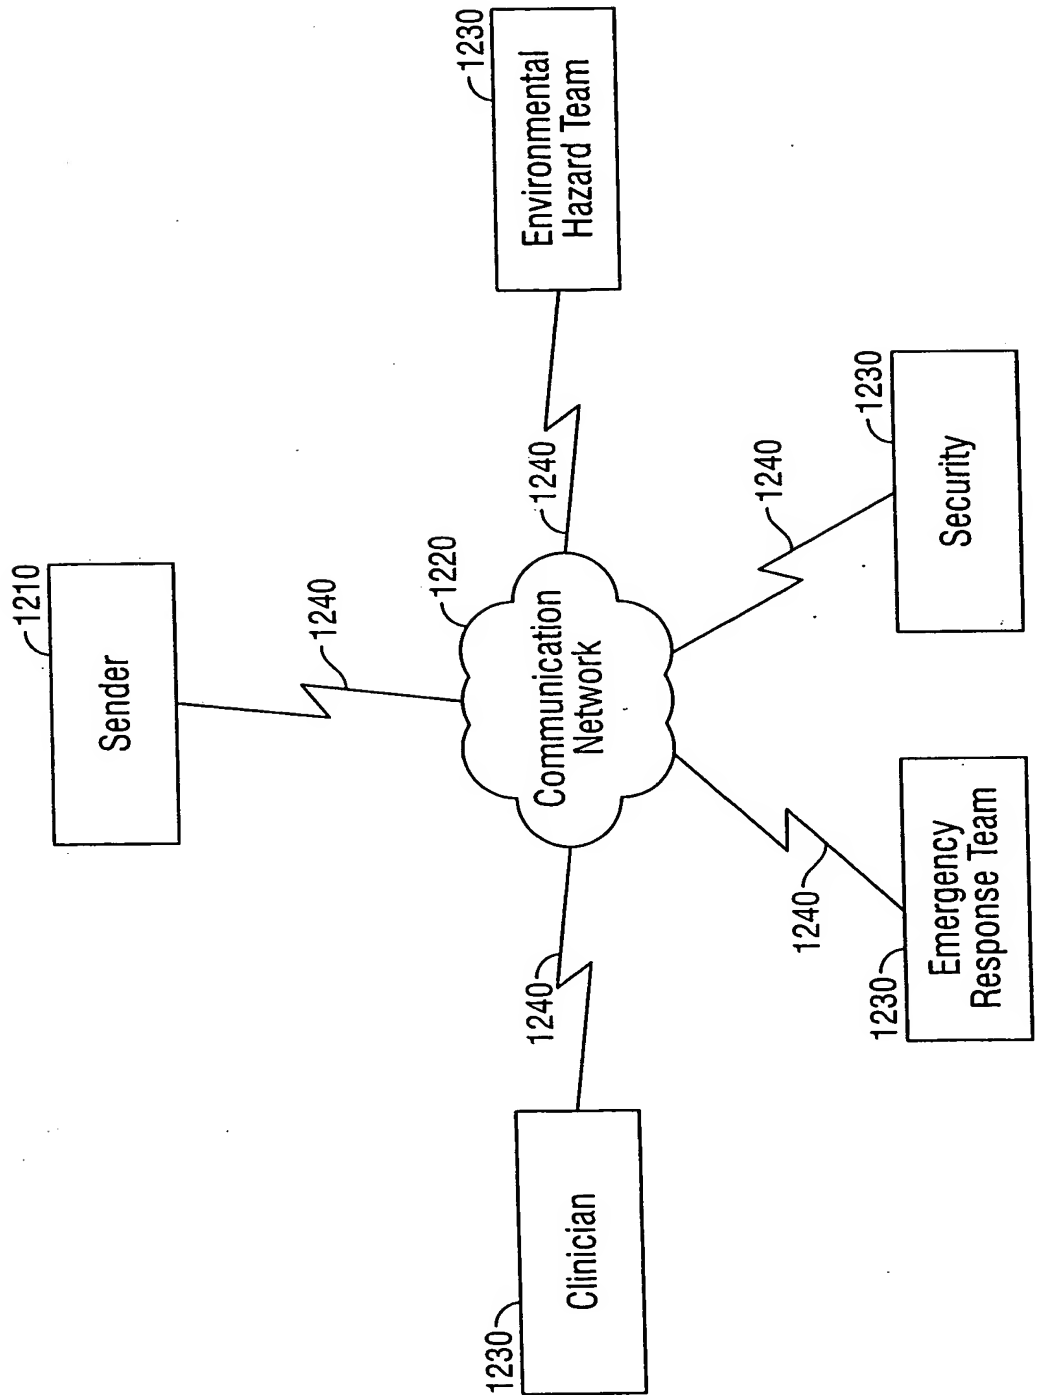 1210
Sender
1240
1220
Communication
Network
1240
1230
Clinician
1240
1230
Environmental
Hazard Team
1240
1230
Emergency
Response Team
1240
1230
Security